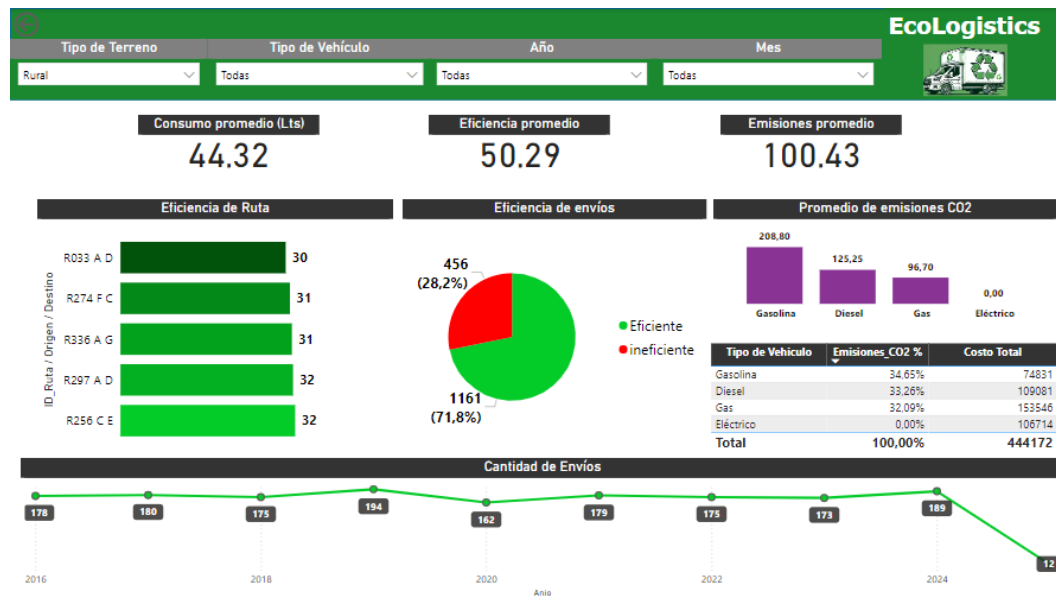 EcoLogistics
Tipo de Terreno Tipo de Vehículo Año Mes
Rural Todas Todas Todas
Consumo promedio (Lts) Eficiencia promedio Emisiones promedio
44.32 50.29 100.43
Eficiencia de Ruta
ID_Ruta / Origen / Destino
R033 A D 30
R274 F C 31
R336 A G 31
R297 A D 32
R256 C E 32
Eficiencia de envíos
456
(28,2%)
Eficiente
ineficiente
1161
(71,8%)
Promedio de emisiones CO2
208,80 125,25 96,70 0,00
Gasolina Diesel Gas Eléctrico
Tipo de Vehiculo Emisiones_CO2 % Costo Total
Gasolina 34,65% 74831
Diesel 33,26% 109081
Gas 32,09% 153546
Eléctrico 0,00% 106714
Total 100,00% 444172
Cantidad de Envíos
178 180 175 194 162 179 175 173 189 12
2016 2018 2020 2022 2024
Anio